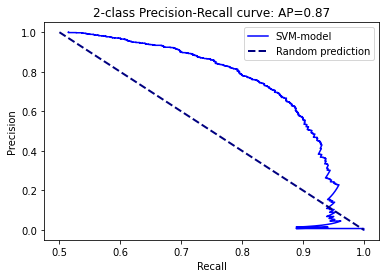 2-class Precision-Recall curve: AP=0.87
SVM-model
Random prediction
Precision
1.0
0.8
0.6
0.4
0.2
0.0
0.5 0.6 0.7 0.8 0.9 1.0
Recall